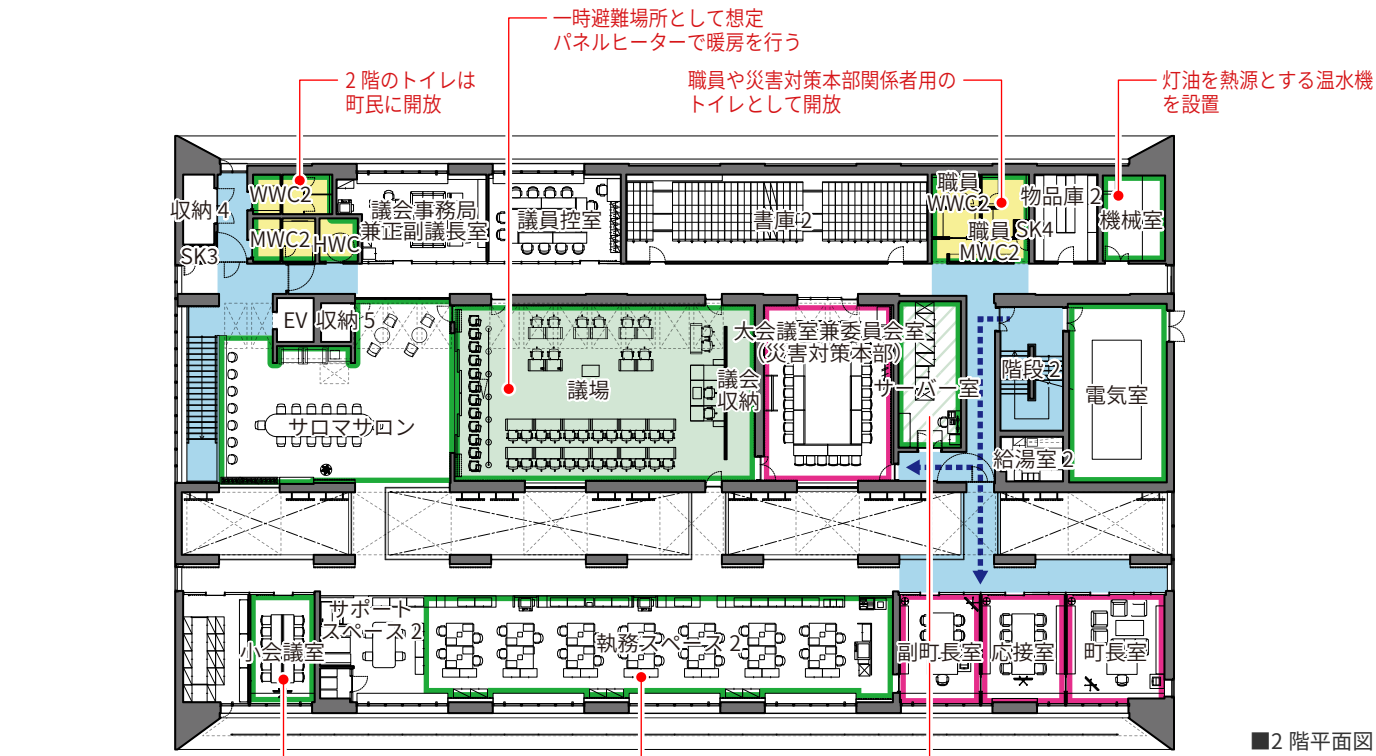 一時避難場所として想定
パネルヒーターで暖房を行う
2 階のトイレは
町民に開放
職員や災害対策本部関係者用の
トイレとして開放
灯油を熱源とする温水機
を設置
収納 4
WWC2
MWC2
HWC
SK3
議会事務局
兼正副議長室
議員控室
書庫 2
職員
WWC2
職員
MWC2
SK4
物品庫 2
機械室
EV
収納 5
サロマサロン
議場
議会
収納
大会議室兼委員会室
(災害対策本部)
サーバー室
階段 2
給湯室 2
電気室
小会議室
サポート
スペース 2
執務スペース 2
副町長室
応接室
町長室
■2 階平面図